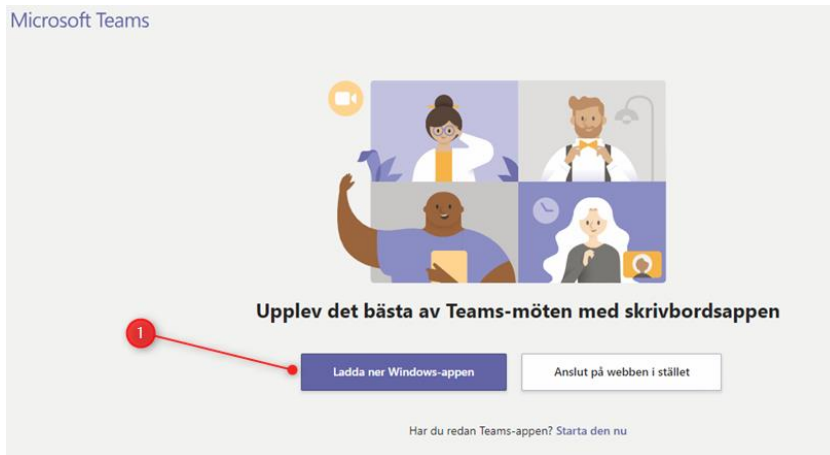 Microsoft Teams
Upplev det bästa av Teams-möten med skrivbordsappen
1
Ladda ner Windows-appen
Anslut på webben i stället
Har du redan Teams-appen? Starta den nu